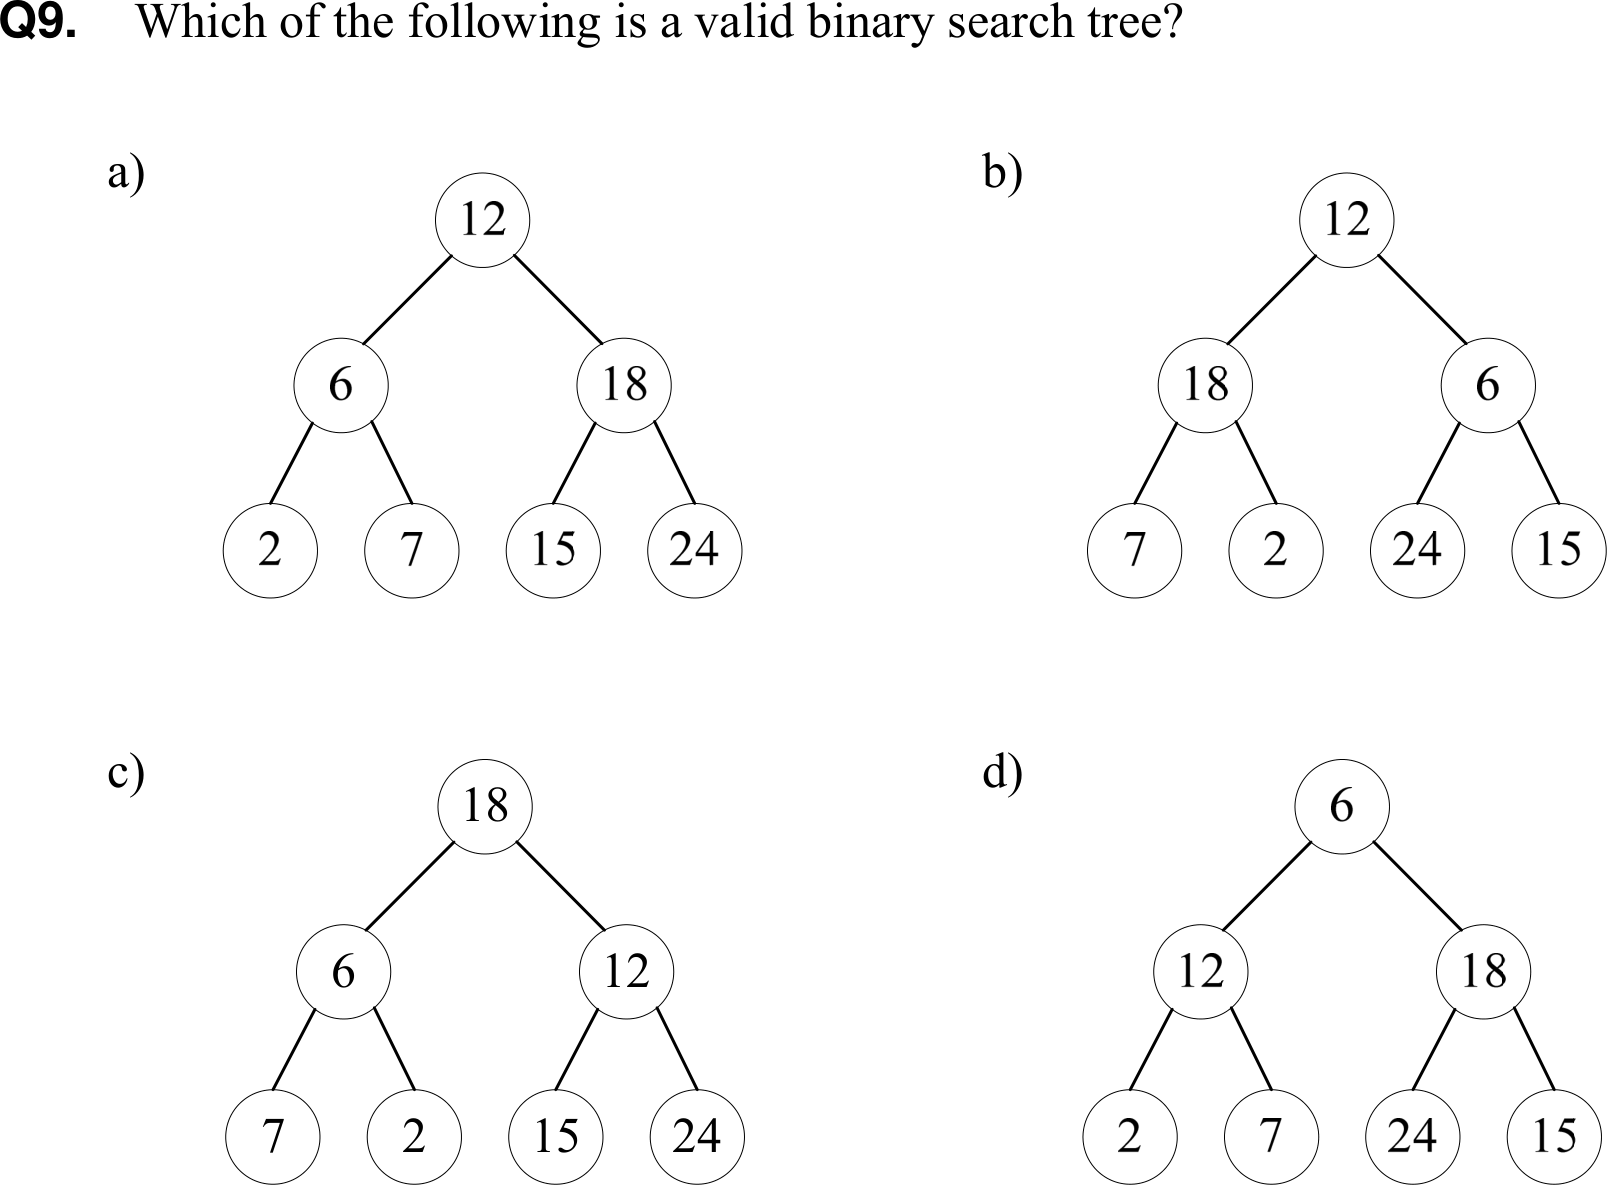 Q9. Which of the following is a valid binary search tree?
a)
12
6 18
2 7 15 24
b)
12
18 6
7 2 24 15
c)
18
6 12
7 2 15 24
d)
6
12 18
2 7 24 15